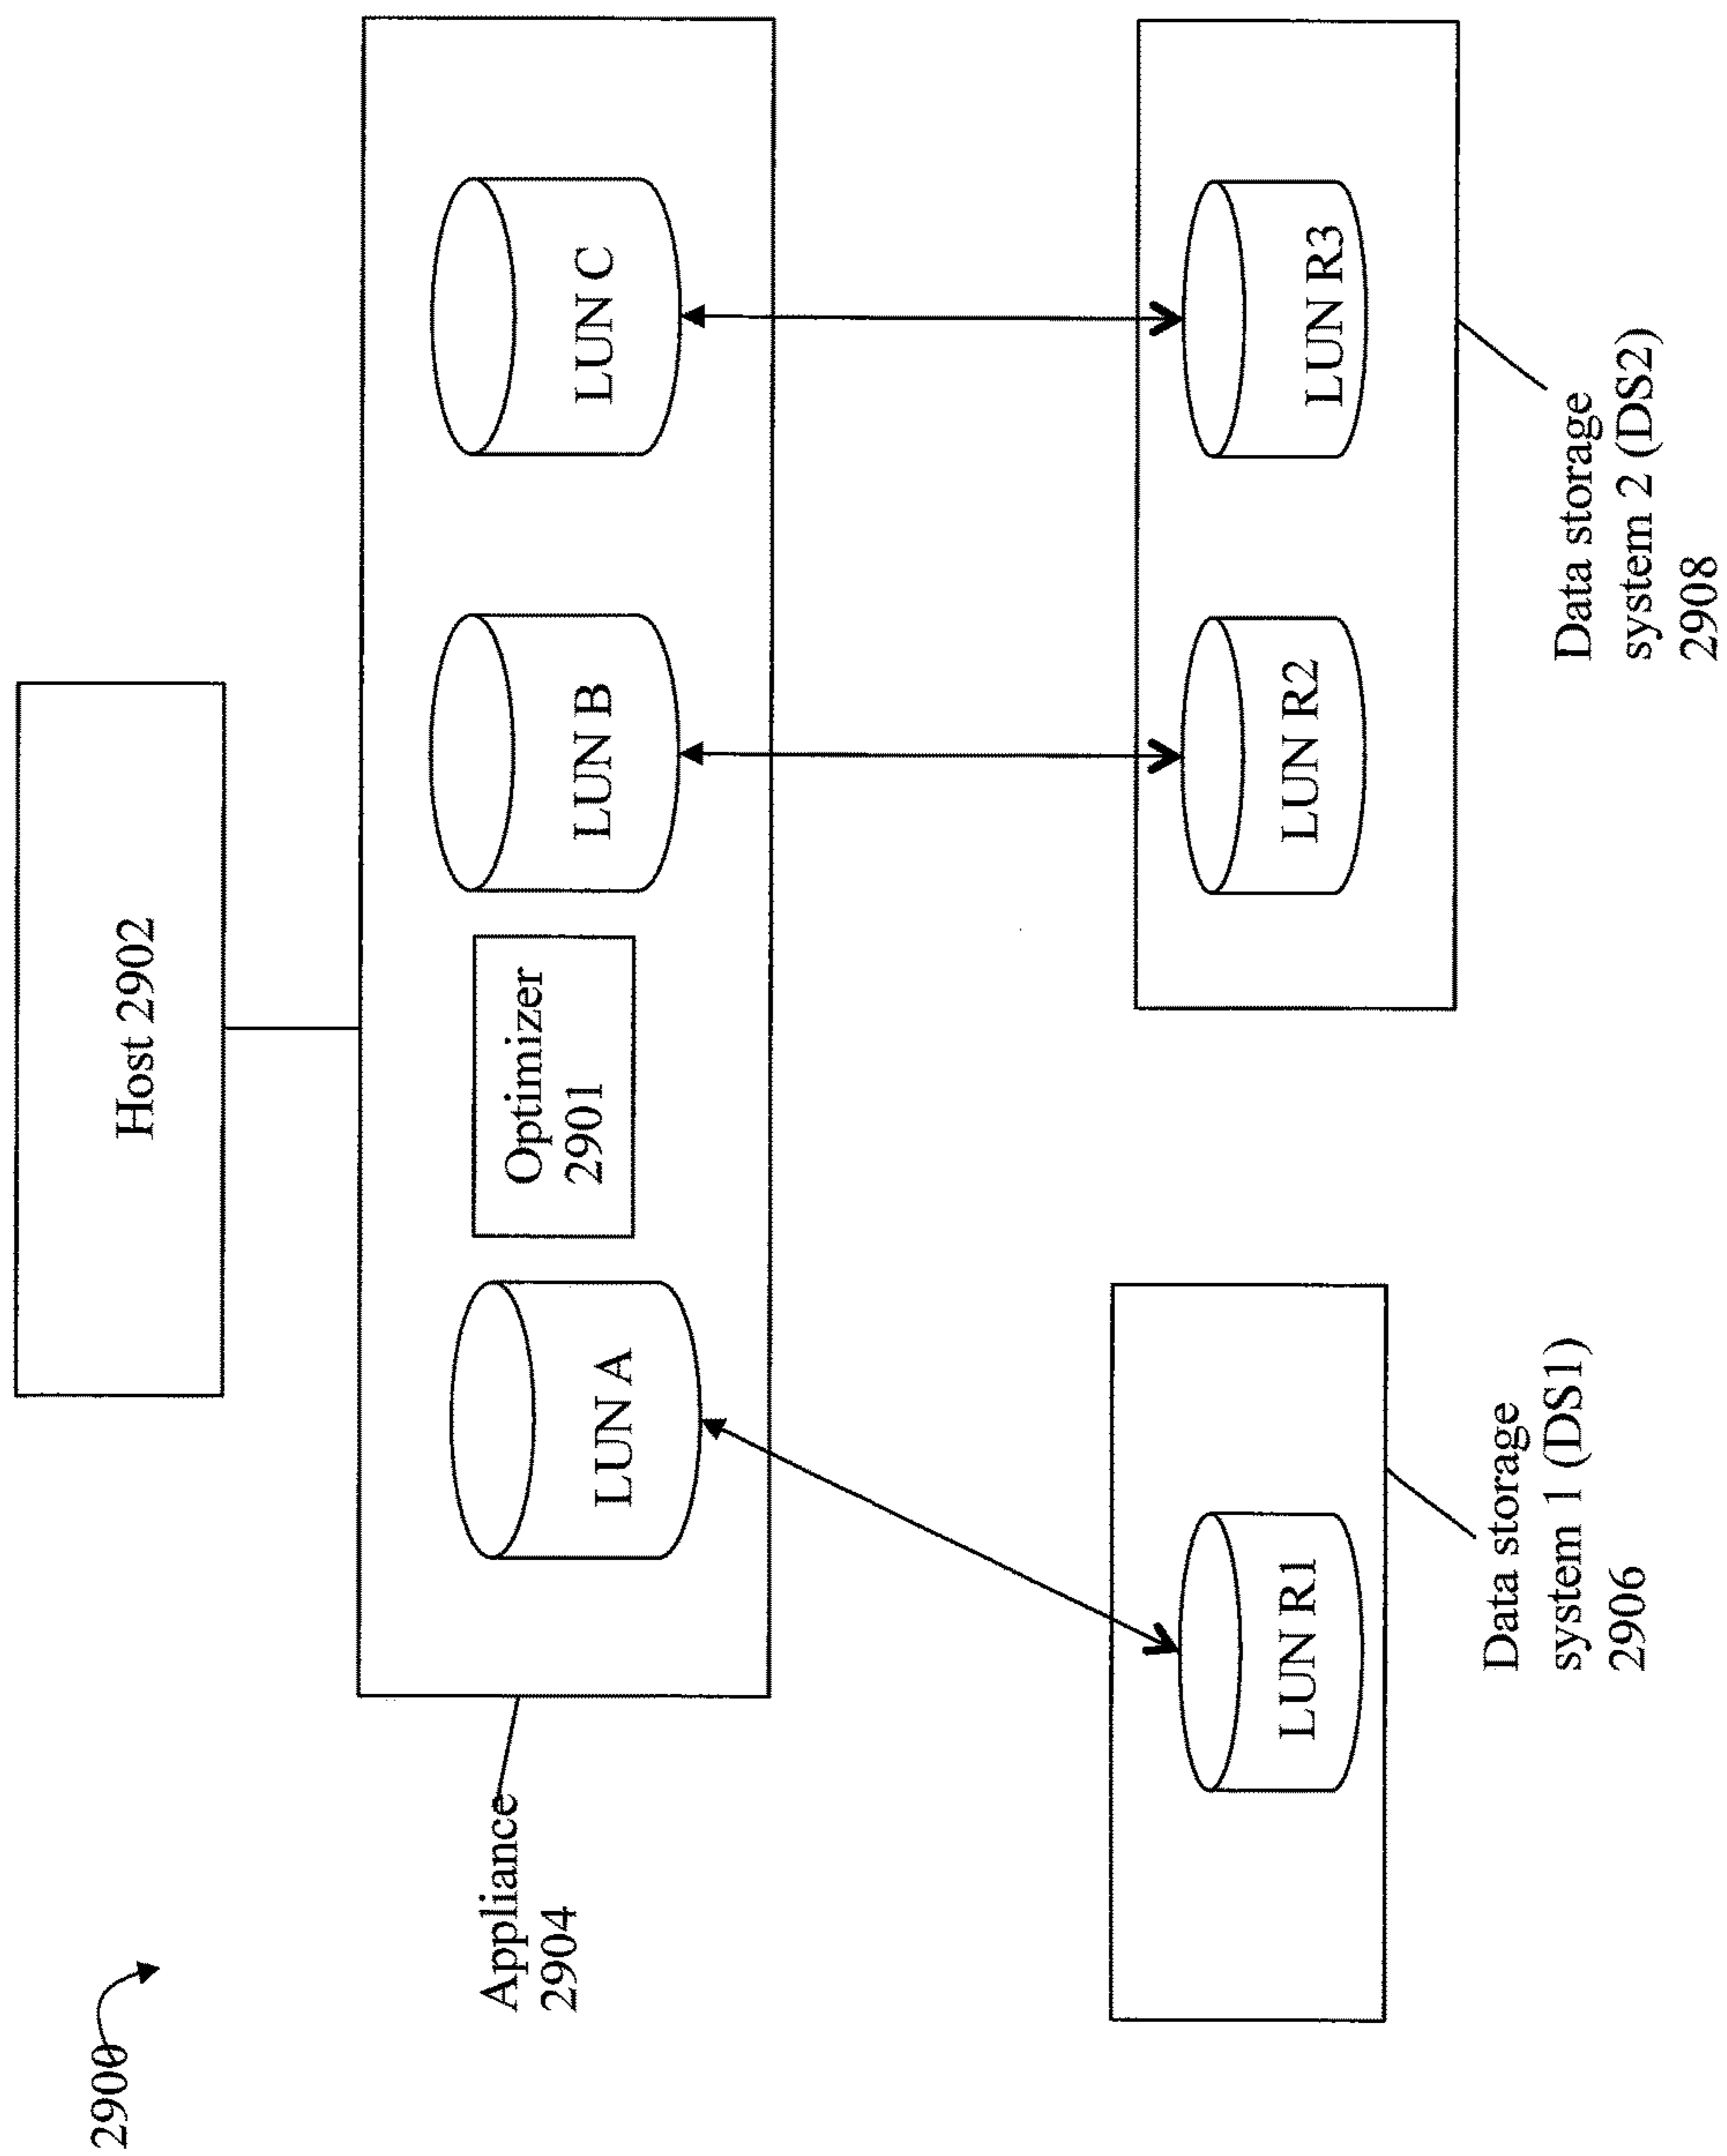 2900
Host 2902
Appliance
2904
LUN A
Optimizer
2901
LUN B
LUN C
LUN R1
LUN R2
LUN R3
Data storage
system 1 (DS1)
2906
Data storage
system 2 (DS2)
2908